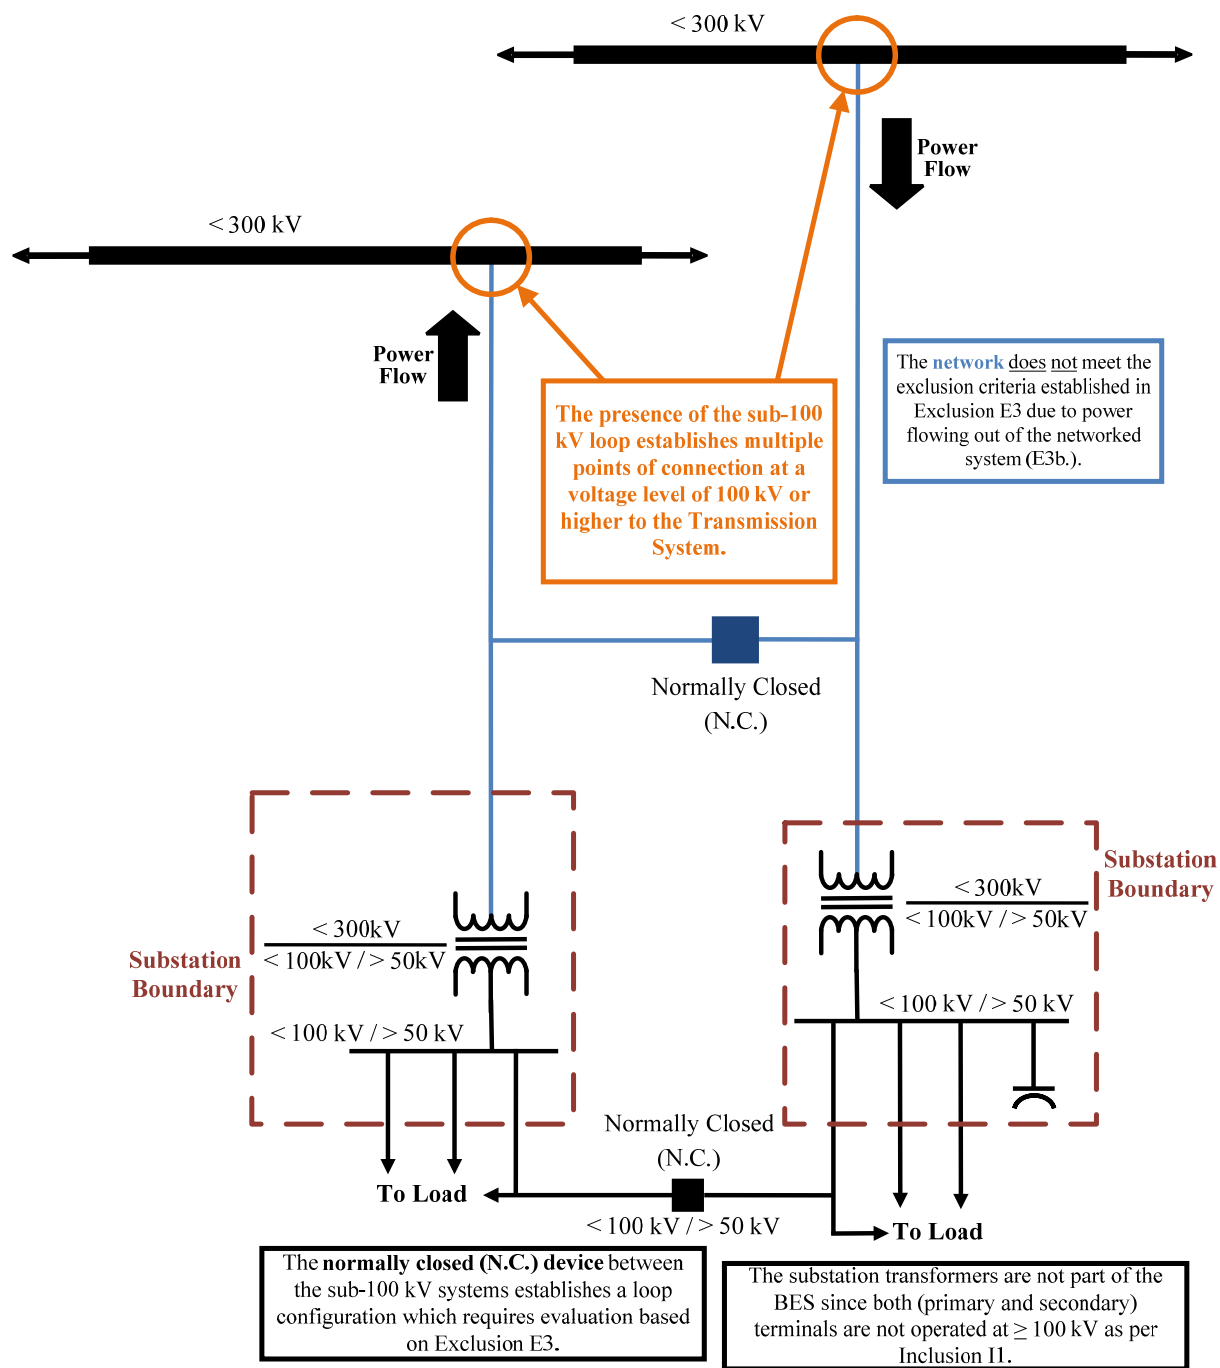 < 300 kV
Power
Flow
< 300 kV
Power
Flow
The network does not meet the
exclusion criteria established in
Exclusion E3 due to power
flowing out of the networked
system (E3b.).
The presence of the sub-100
kV loop establishes multiple
points of connection at a
voltage level of 100 kV or
higher to the Transmission
System.
Normally Closed
(N.C.)
Substation
Boundary
< 300kV
< 100kV / > 50kV
< 300kV
< 100kV / > 50kV
Substation
Boundary
< 100 kV / > 50 kV
< 100 kV / > 50 kV
Normally Closed
(N.C.)
To Load
< 100 kV / > 50 kV
To Load
The normally closed (N.C.) device between
the sub-100 kV systems establishes a loop
configuration which requires evaluation based
on Exclusion E3.
The substation transformers are not part of the
BES since both (primary and secondary)
terminals are not operated at ≥ 100 kV as per
Inclusion I1.